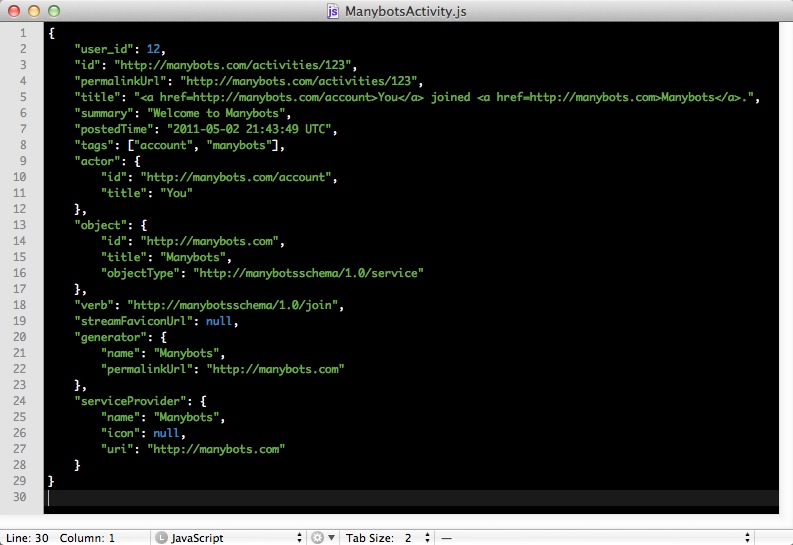 ManybotsActivity.js
1 {
2     "user_id": 12,
3     "id": "http://manybots.com/activities/123",
4     "permalinkUrl": "http://manybots.com/activities/123",
5     "title": "<a href=http://manybots.com/account>You</a> joined <a href=http://manybots.com>Manybots</a>.",
6     "summary": "Welcome to Manybots",
7     "postedTime": "2011-05-02 21:43:49 UTC",
8     "tags": ["account", "manybots"],
9     "actor": {
10         "id": "http://manybots.com/account",
11         "title": "You"
12     },
13     "object": {
14         "id": "http://manybots.com",
15         "title": "Manybots",
16         "objectType": "http://manybotsschema/1.0/service"
17     },
18     "verb": "http://manybotsschema/1.0/join",
19     "streamFaviconUrl": null,
20     "generator": {
21         "name": "Manybots",
22         "permalinkUrl": "http://manybots.com"
23     },
24     "serviceProvider": {
25         "name": "Manybots",
26         "icon": null,
27         "uri": "http://manybots.com"
28     }
29 }
30
Line: 30 Column: 1 L JavaScript Tab Size: 2 —